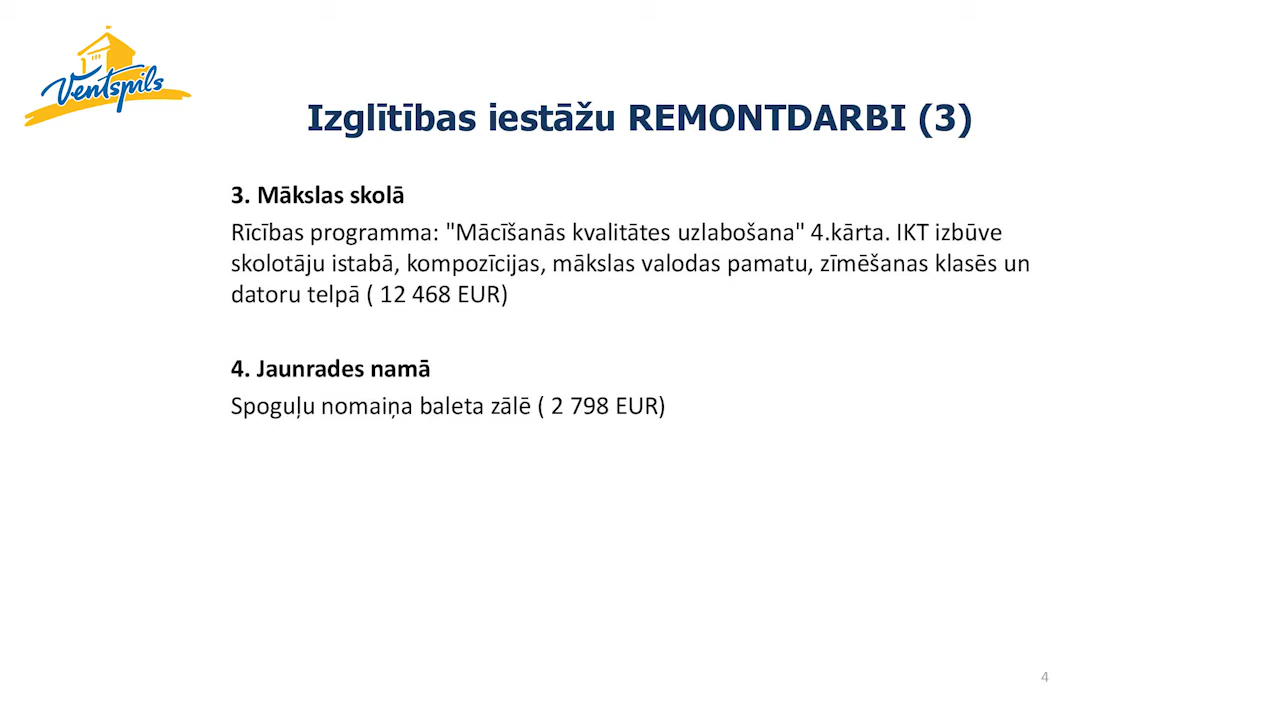 Ventspils
Izglītības iestāžu REMONTDARBI (3)
3. Mākslas skolā
Rīcības programma: "Mācīšanās kvalitātes uzlabošana" 4.kārta. IKT izbūve
skolotāju istabā, kompozīcijas, mākslas valodas pamatu, zīmēšanas klasēs un
datoru telpā ( 12 468 EUR)
4. Jaunrades namā
Spoguļu nomaiņa baleta zālē ( 2 798 EUR)
4